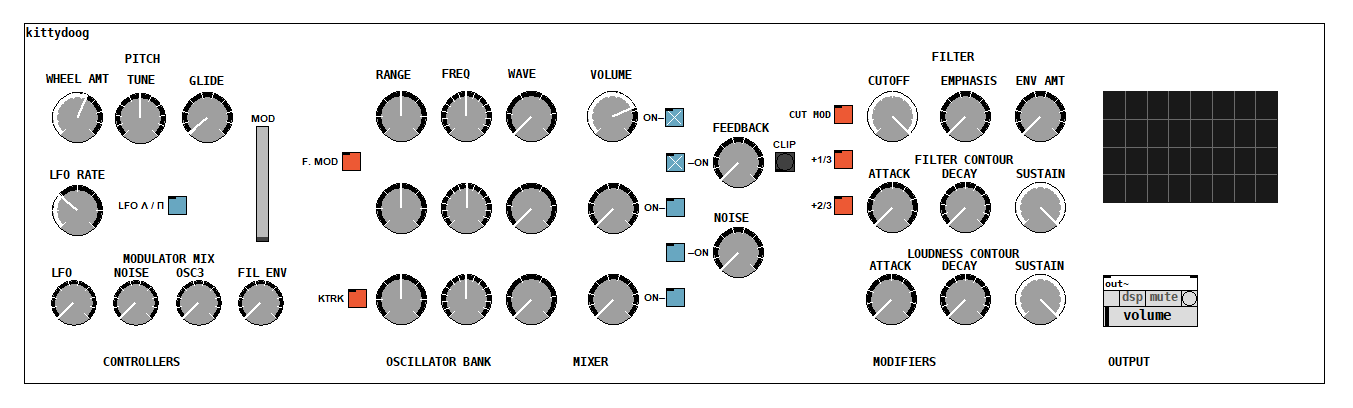 kittydoog
PITCH
WHEEL AMT TUNE GLIDE
MOD
LFO RATE
LFO Λ / Π
MODULATOR MIX
LFO NOISE OSC3 FIL ENV
CONTROLLERS
RANGE FREQ WAVE
F. MOD
KTRK
OSCILLATOR BANK
VOLUME
ON–
FEEDBACK
CLIP
–ON
ON–
NOISE
–ON
ON–
MIXER
FILTER
CUTOFF EMPHASIS ENV AMT
CUT MOD
+1/3
FILTER CONTOUR
ATTACK DECAY SUSTAIN
+2/3
LOUDNESS CONTOUR
ATTACK DECAY SUSTAIN
MODIFIERS
out~
dsp mute
volume
OUTPUT